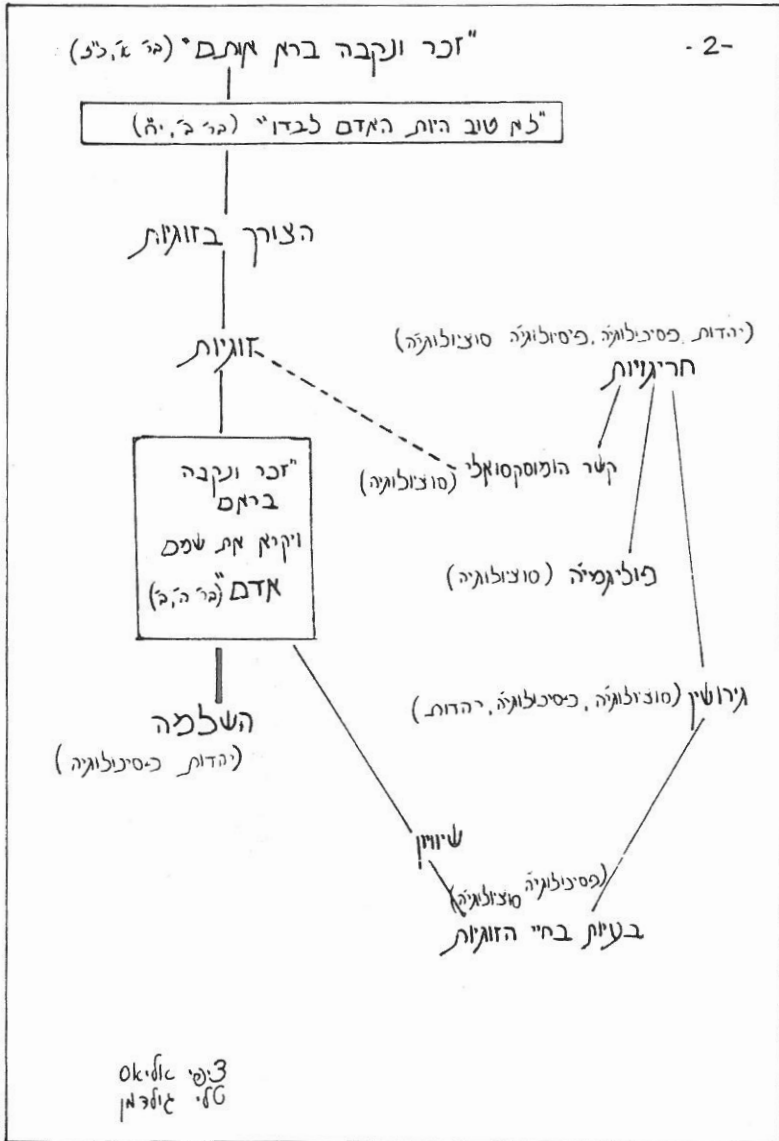 "זכר ונקבה ברא אותם" (בר' א', כ"ז)
-2-
"לא טוב היות האדם לבדו" (בר' ב', י"ח)
הצורך בזוגיות
(יהדות, פסיכולוגיה, פיסיולוגיה סוציולוגיה)
זוגיות
חריגויות
"זכר ונקבה
בראם
ויקרא את שמם
אדם" (בר' ה', ב')
קשר הומוסקסואלי (סוציולוגיה)
פוליגמיה (סוציולוגיה)
גירושין (סוציולוגיה, פסיכולוגיה, יהדות)
השלמה
(יהדות פסיכולוגיה)
שיוויון
(פסיכולוגיה סוציולוגיה)
בעיות בחיי הזוגיות
ציפי אליאס
טלי גולדמן